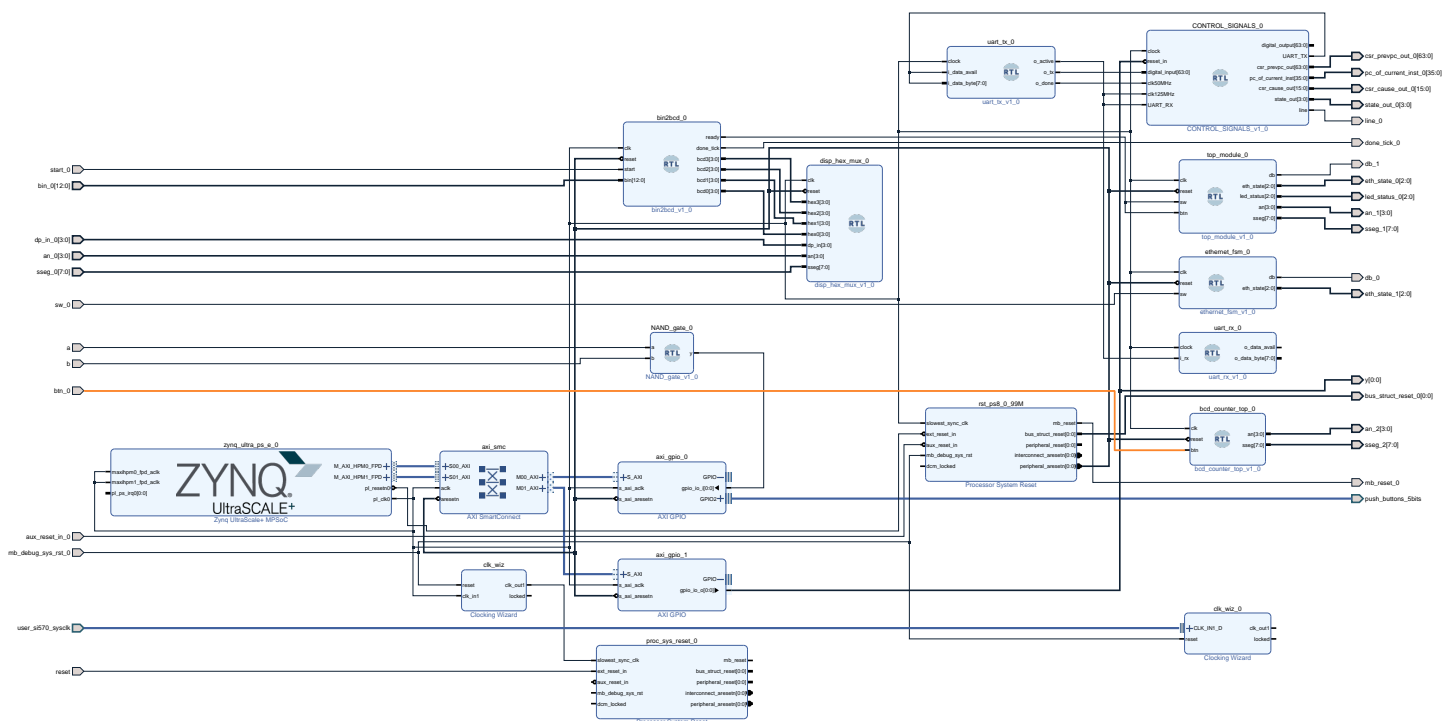 start_0
bin_0[12:0]
dp_in_0[3:0]
an_0[3:0]
sseg_0[7:0]
sw_0
a
b
btn_0
aux_reset_in_0
mb_debug_sys_rst_0
user_si570_sysclk
reset
zynq_ultra_ps_e_0
maxihpm0_fpd_aclk
maxihpm1_fpd_aclk
pl_ps_irq0[0:0]
ZYNQ
UltraSCALE+
M_AXI_HPM0_FPD
M_AXI_HPM1_FPD
pl_resetn0
pl_clk0
Zynq UltraScale+ MPSoC
axi_smc
S00_AXI
S01_AXI
aclk
aresetn
M00_AXI
M01_AXI
AXI SmartConnect
clk_wiz
reset
clk_in1
clk_out1
locked
Clocking Wizard
bin2bcd_0
clk
reset
start
bin[12:0]
RTL
ready
done_tick
bcd3[3:0]
bcd2[3:0]
bcd1[3:0]
bcd0[3:0]
bin2bcd_v1_0
disp_hex_mux_0
clk
reset
hex3[3:0]
hex2[3:0]
hex1[3:0]
hex0[3:0]
dp_in[3:0]
an[3:0]
sseg[7:0]
RTL
disp_hex_mux_v1_0
NAND_gate_0
a
b
RTL
y
NAND_gate_v1_0
axi_gpio_0
S_AXI
s_axi_aclk
s_axi_aresetn
GPIO
gpio_io_i[0:0]
GPIO2
AXI GPIO
axi_gpio_1
S_AXI
s_axi_aclk
s_axi_aresetn
GPIO
gpio_io_o[0:0]
AXI GPIO
proc_sys_reset_0
slowest_sync_clk
ext_reset_in
aux_reset_in
mb_debug_sys_rst
dcm_locked
mb_reset
bus_struct_reset[0:0]
peripheral_reset[0:0]
interconnect_aresetn[0:0]
peripheral_aresetn[0:0]
Processor System Reset
uart_tx_0
clock
i_data_avail
i_data_byte[7:0]
RTL
o_active
o_tx
o_done
uart_tx_v1_0
CONTROL_SIGNALS_0
clock
reset_in
digital_input[63:0]
clk50MHz
clk125MHz
UART_RX
RTL
digital_output[63:0]
UART_TX
csr_prevpc_out[63:0]
pc_of_current_inst[35:0]
csr_cause_out[15:0]
state_out[3:0]
line
CONTROL_SIGNALS_v1_0
top_module_0
clk
reset
sw
bin
RTL
db
eth_state[2:0]
led_status[2:0]
an[3:0]
sseg[7:0]
top_module_v1_0
ethernet_fsm_0
clk
reset
sw
RTL
db
eth_state[2:0]
ethernet_fsm_v1_0
uart_rx_0
clock
i_rx
RTL
o_data_avail
o_data_byte[7:0]
uart_rx_v1_0
rst_ps8_0_99M
slowest_sync_clk
ext_reset_in
aux_reset_in
mb_debug_sys_rst
dcm_locked
mb_reset
bus_struct_reset[0:0]
peripheral_reset[0:0]
interconnect_aresetn[0:0]
peripheral_aresetn[0:0]
Processor System Reset
bcd_counter_top_0
clk
reset
bin
RTL
an[3:0]
sseg[7:0]
bcd_counter_top_v1_0
clk_wiz_0
CLK_IN1_D
reset
clk_out1
locked
Clocking Wizard
csr_prevpc_out_0[63:0]
pc_of_current_inst_0[35:0]
csr_cause_out_0[15:0]
state_out_0[3:0]
line_0
done_tick_0
db_1
eth_state_0[2:0]
led_status_0[2:0]
an_1[3:0]
sseg_1[7:0]
db_0
eth_state_1[2:0]
y[0:0]
bus_struct_reset_0[0:0]
an_2[3:0]
sseg_2[7:0]
mb_reset_0
push_buttons_5bits